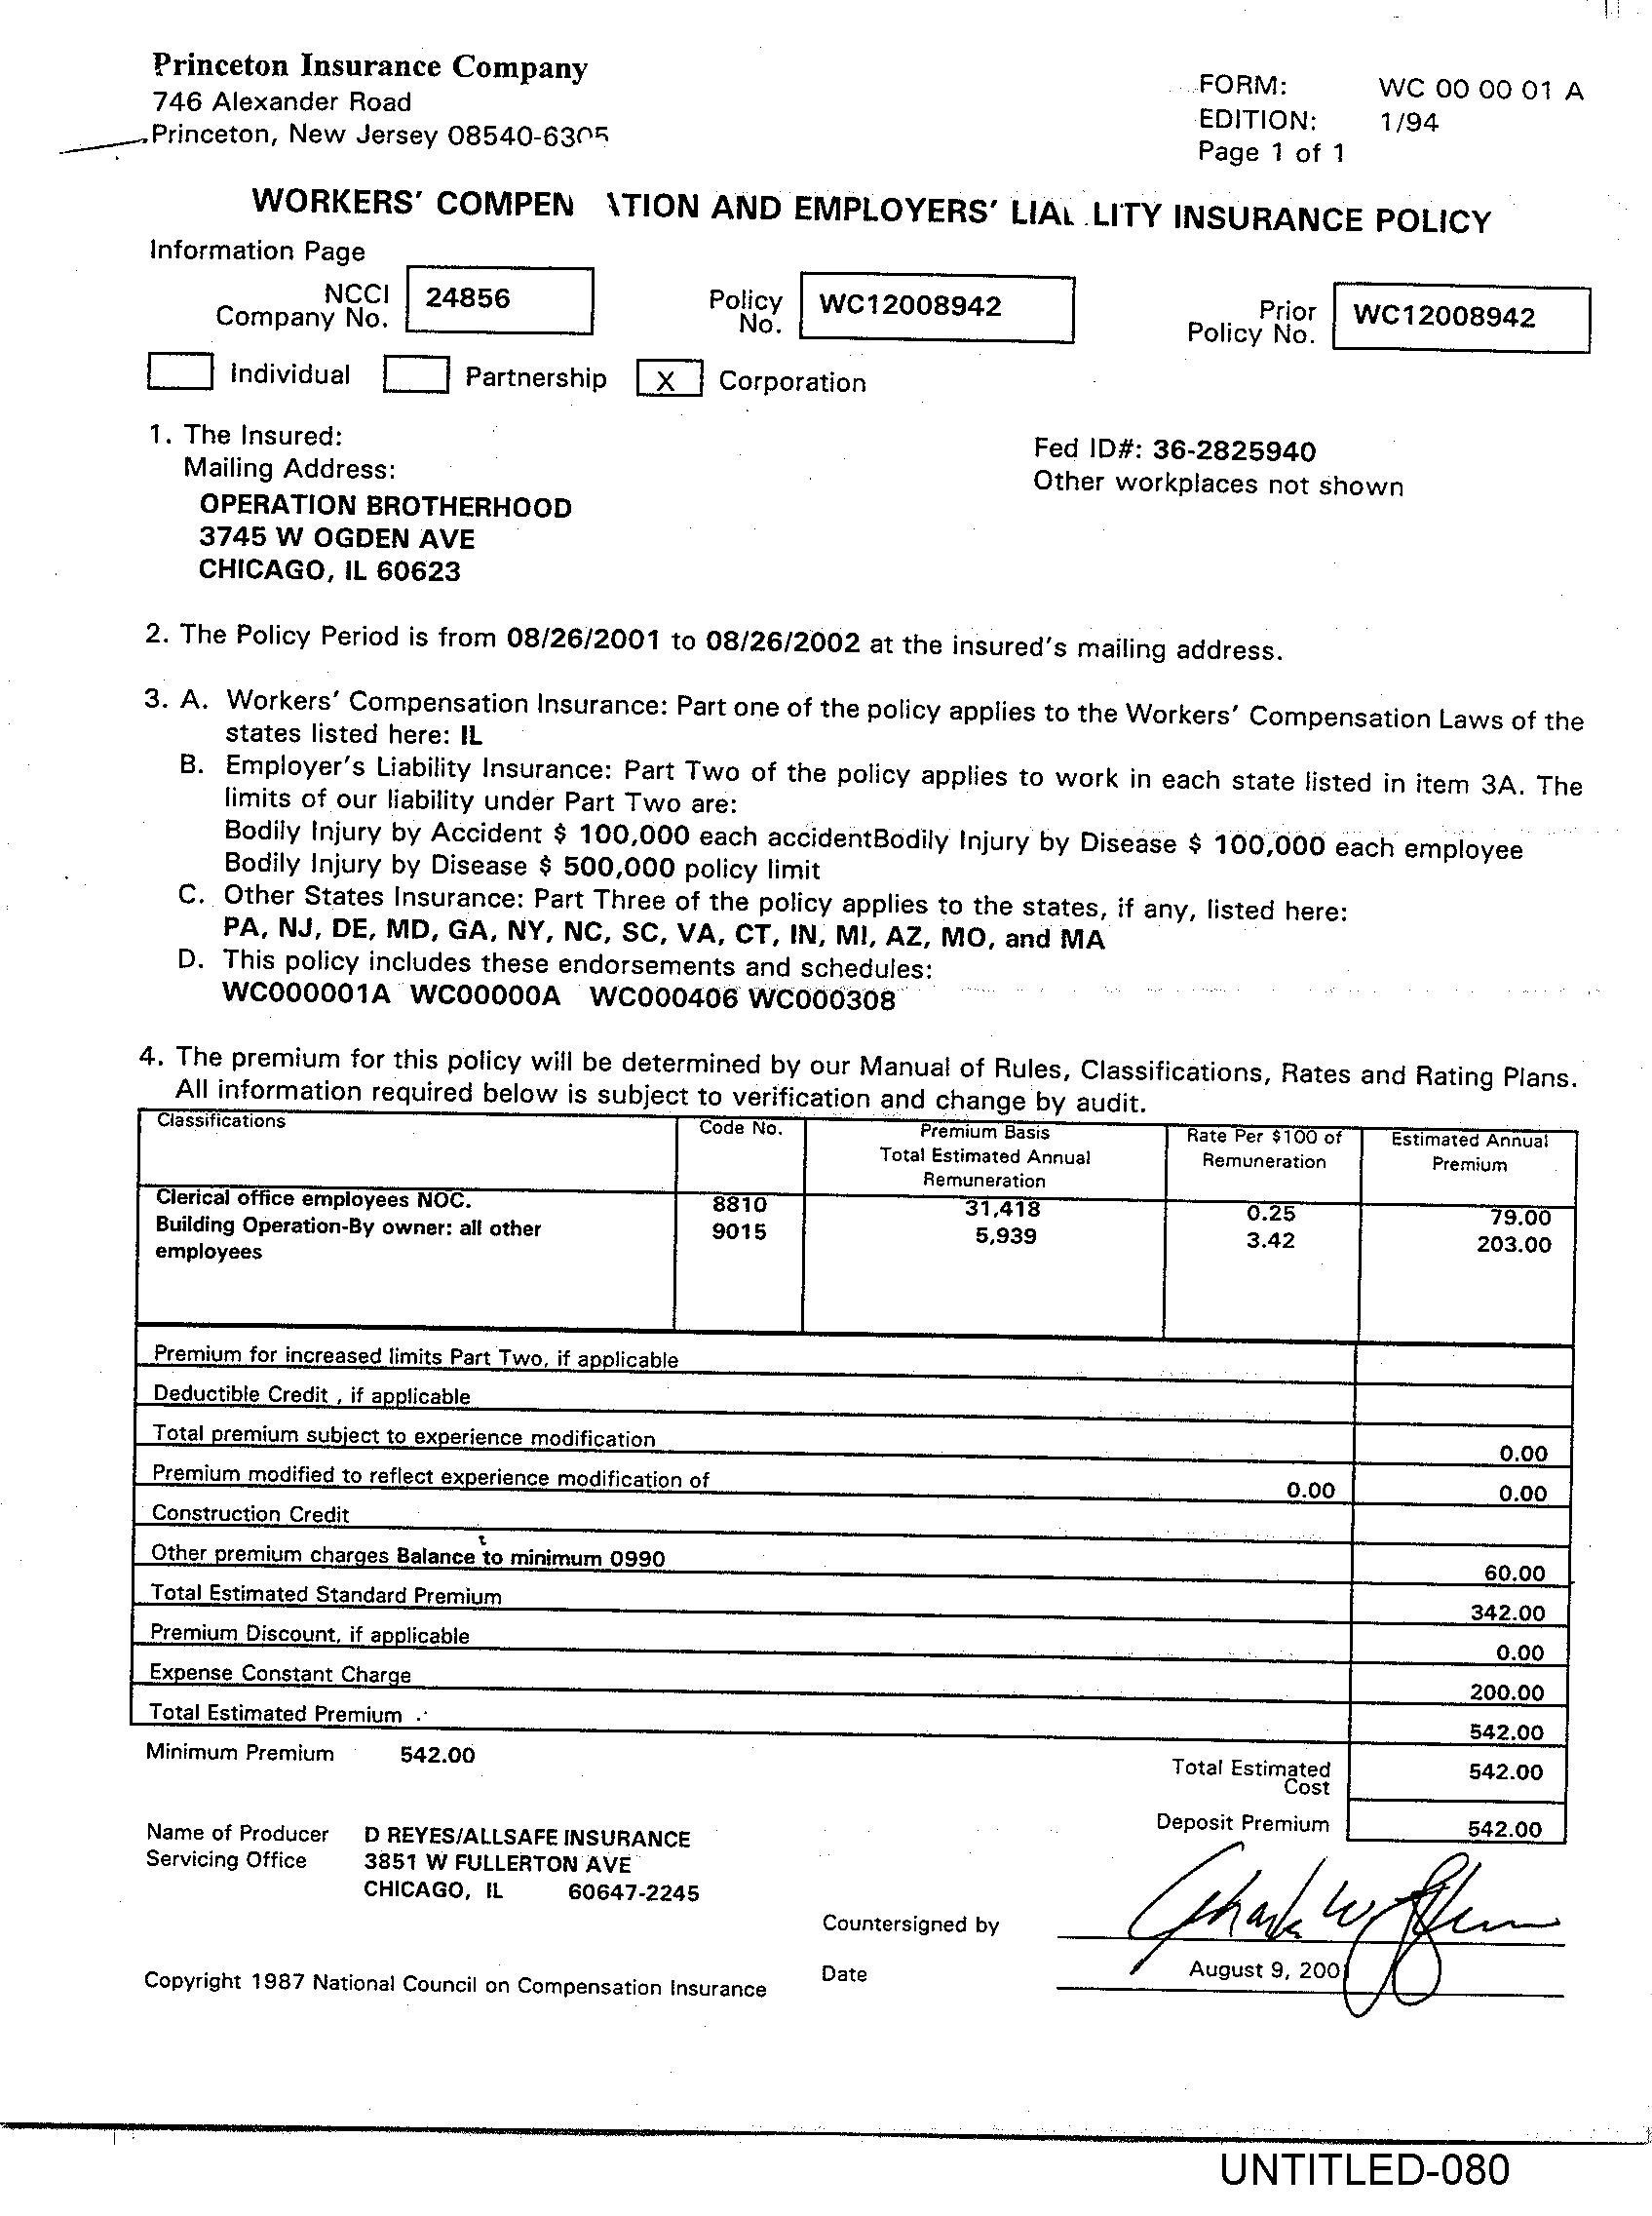 Princeton Insurance Company
746 Alexander Road
Princeton, New Jersey 08540-6305
FORM: WC 00 00 01 A
EDITION: 1/94
Page 1 of 1
WORKERS' COMPEN ATION AND EMPLOYERS' LIAL LITY INSURANCE POLICY
Information Page
NCCI Company No. 24856
Policy No. WC12008942
Prior Policy No. WC12008942
Individual Partnership X Corporation
1. The Insured:
Mailing Address:
OPERATION BROTHERHOOD
3745 W OGDEN AVE
CHICAGO, IL 60623
Fed ID#: 36-2825940
Other workplaces not shown
2. The Policy Period is from 08/26/2001 to 08/26/2002 at the insured's mailing address.
3. A. Workers' Compensation Insurance: Part one of the policy applies to the Workers' Compensation Laws of the
states listed here: IL
B. Employer's Liability Insurance: Part Two of the policy applies to work in each state listed in item 3A. The
limits of our liability under Part Two are:
Bodily Injury by Accident $ 100,000 each accidentBodily Injury by Disease $ 100,000 each employee
Bodily Injury by Disease $ 500,000 policy limit
C. Other States Insurance: Part Three of the policy applies to the states, if any, listed here:
PA, NJ, DE, MD, GA, NY, NC, SC, VA, CT, IN, MI, AZ, MO, and MA
D. This policy includes these endorsements and schedules:
WC000001A WC00000A WC000406 WC000308
4. The premium for this policy will be determined by our Manual of Rules, Classifications, Rates and Rating Plans.
All information required below is subject to verification and change by audit.
Classifications
Code No.
Premium Basis
Total Estimated Annual
Remuneration
Rate Per $100 of
Remuneration
Estimated Annual
Premium
Clerical office employees NOC. 8810 31,418 0.25 79.00
Building Operation-By owner: all other 9015 5,939 3.42 203.00
employees
Premium for increased limits Part Two, if applicable
Deductible Credit , if applicable
Total premium subject to experience modification 0.00
Premium modified to reflect experience modification of 0.00 0.00
Construction Credit
Other premium charges Balance to minimum 0990 60.00
Total Estimated Standard Premium 342.00
Premium Discount, if applicable 0.00
Expense Constant Charge 200.00
Total Estimated Premium 542.00
Minimum Premium 542.00
Total Estimated Cost 542.00
Deposit Premium 542.00
Name of Producer D REYES/ALLSAFE INSURANCE
Servicing Office 3851 W FULLERTON AVE
CHICAGO, IL 60647-2245
Countersigned by
Date August 9, 2001
Copyright 1987 National Council on Compensation Insurance
UNTITLED-080